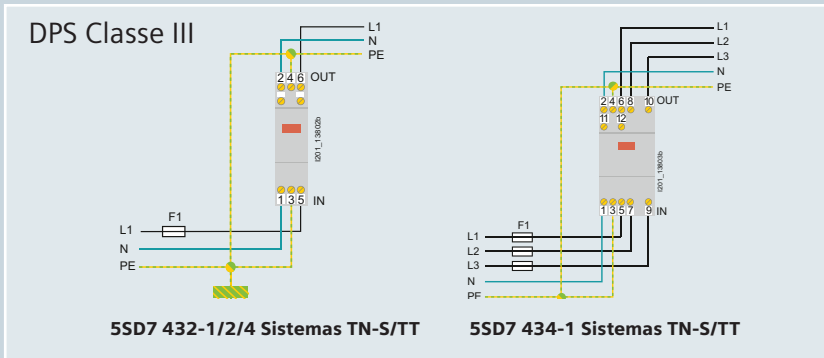 DPS Classe III
L1
N
PE
2 4 6 OUT
I201_13802b
1 3 5 IN
F1
L1
N
PE
5SD7 432-1/2/4 Sistemas TN-S/TT
L1
L2
L3
N
PE
2 4 6 8 10 OUT
11 12
I201_13803b
1 3 5 7 9 IN
F1
L1
L2
L3
N
PE
5SD7 434-1 Sistemas TN-S/TT